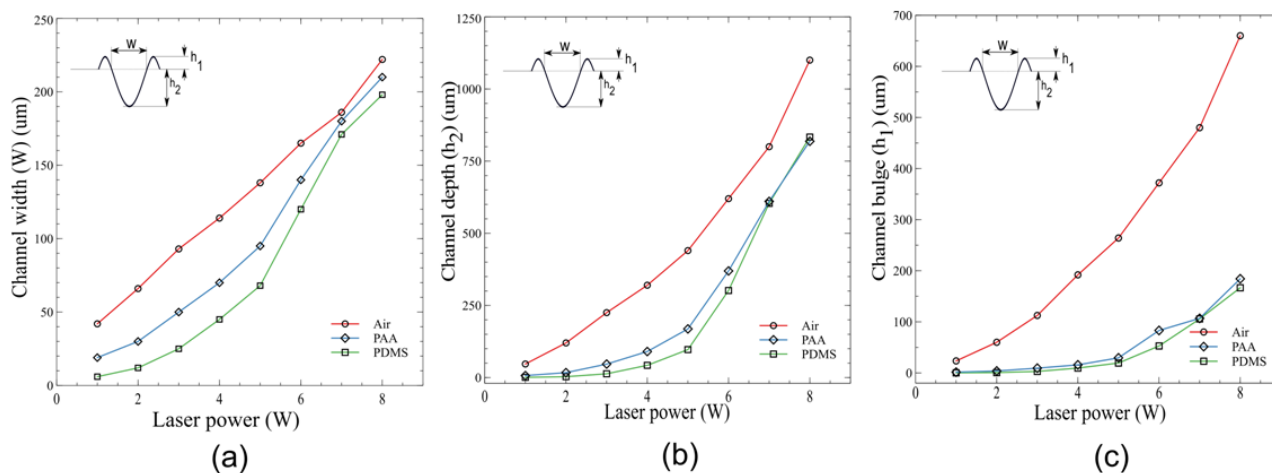 250
200
150
100
50
0
0
2
4
6
8
Channel width (W) (um)
Laser power (W)
W
h1
h2
Air
PAA
PDMS
(a)
1250
1000
750
500
250
0
0
2
4
6
8
Channel depth (h2) (um)
Laser power (W)
W
h1
h2
Air
PAA
PDMS
(b)
700
600
500
400
300
200
100
0
0
2
4
6
8
Channel bulge (h1) (um)
Laser power (W)
W
h1
h2
Air
PAA
PDMS
(c)